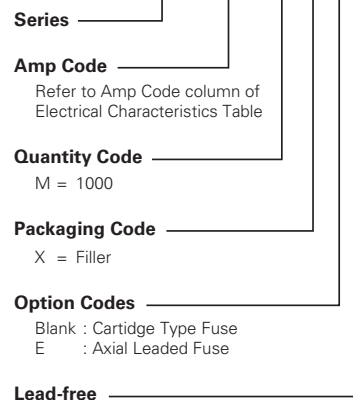 Series
Amp Code
Refer to Amp Code column of
Electrical Characteristics Table
Quantity Code
M = 1000
Packaging Code
X = Filler
Option Codes
Blank : Cartidge Type Fuse
E : Axial Leaded Fuse
Lead-free